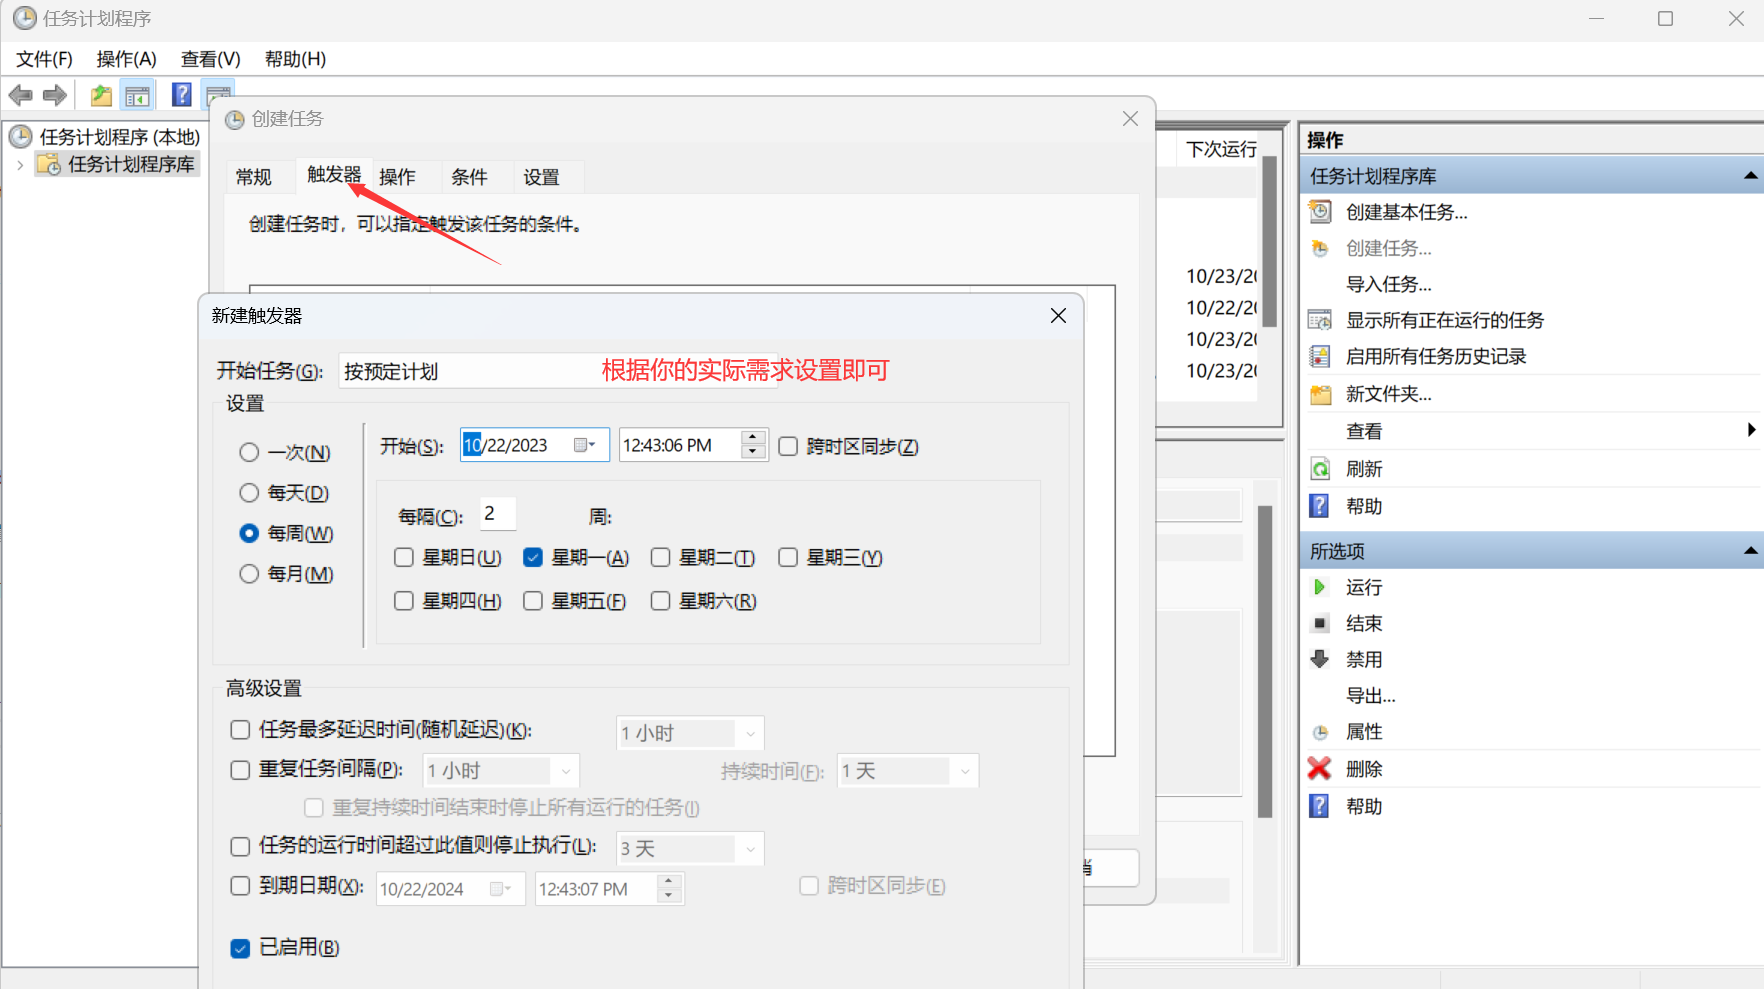 任务计划程序
文件(F) 操作(A) 查看(V) 帮助(H)
任务计划程序 (本地)
任务计划程序库
创建任务
常规 触发器 操作 条件 设置
创建任务时，可以指定触发该任务的条件。
新建触发器
开始任务(G): 按预定计划 根据你的实际需求设置即可
设置
一次(N)
每天(D)
每周(W)
每月(M)
开始(S): 10/22/2023 12:43:06 PM 跨时区同步(Z)
每隔(C): 2 周:
星期日(U) 星期一(A) 星期二(T) 星期三(Y)
星期四(H) 星期五(F) 星期六(R)
高级设置
任务最多延迟时间(随机延迟)(K): 1 小时
重复任务间隔(P): 1 小时 持续时间(F): 1 天
重复持续时间结束时停止所有运行的任务(I)
任务的运行时间超过此值则停止执行(L): 3 天
到期日期(X): 10/22/2024 12:43:07 PM 跨时区同步(E)
已启用(B)
下次运行
10/23/20
10/22/20
10/23/20
10/23/20
操作
任务计划程序库
创建基本任务...
创建任务...
导入任务...
显示所有正在运行的任务
启用所有任务历史记录
新文件夹...
查看
刷新
帮助
所选项
运行
结束
禁用
导出...
属性
删除
帮助